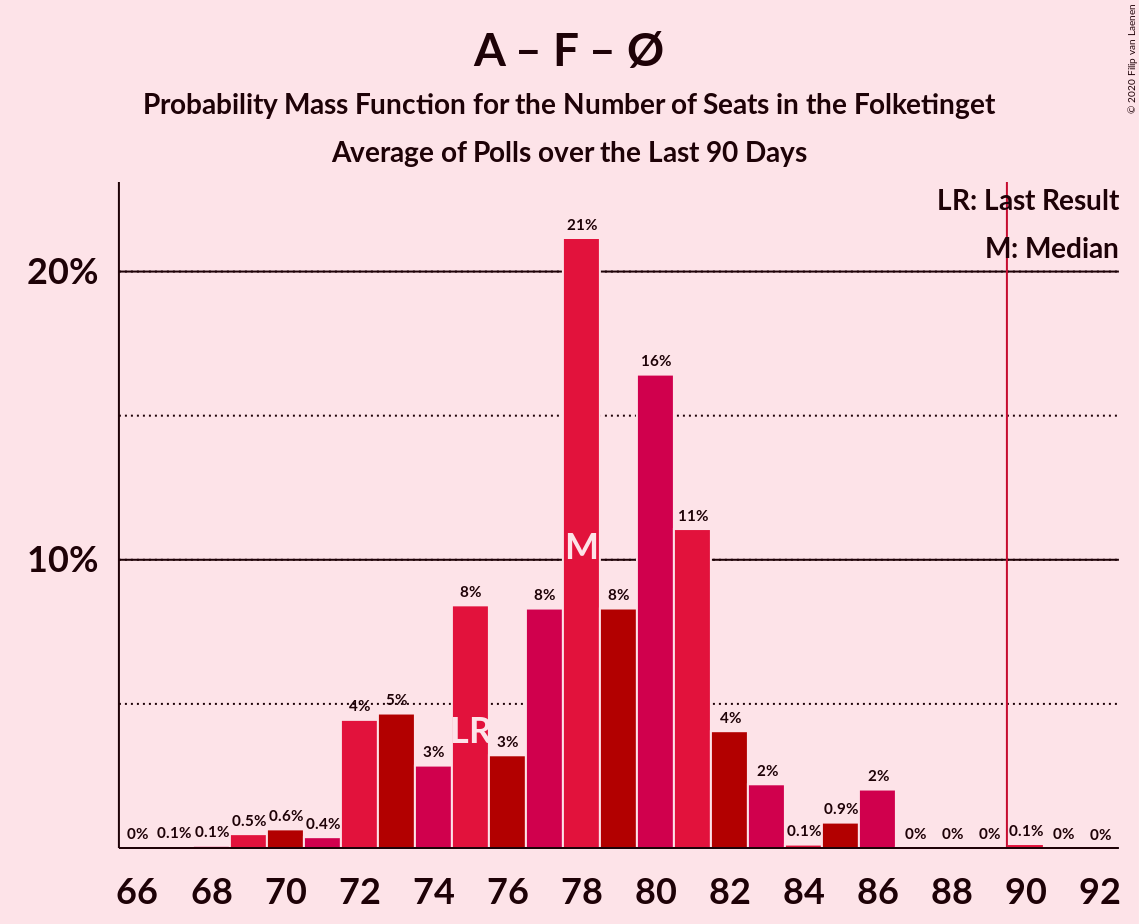 A – F – Ø
Probability Mass Function for the Number of Seats in the Folketinget
Average of Polls over the Last 90 Days
© 2020 Filip van Laenen
LR: Last Result
M: Median
20%
10%
0% 0.1% 0.1% 0.5% 0.6% 0.4% 4% 5% 3% 8% 3% 8% 21% 8% 16% 11% 4% 2% 0.1% 0.9% 2% 0% 0% 0% 0.1% 0% 0%
M
LR
66 68 70 72 74 76 78 80 82 84 86 88 90 92